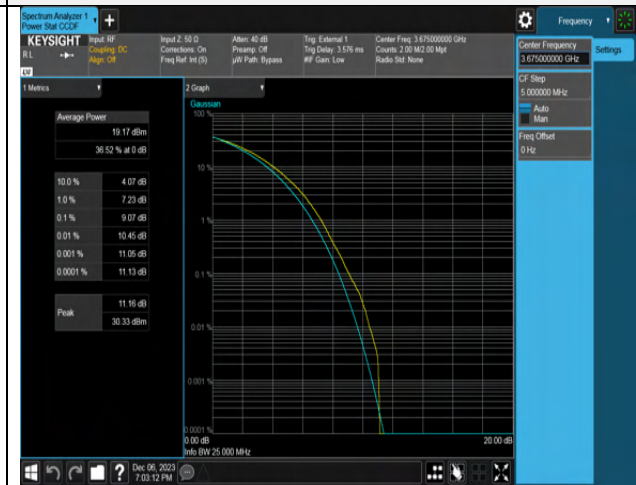 Spectrum Analyzer 1
Power Stat CCDF
+
Frequency
KEYSIGHT
RL
LW
Input: RF
Coupling: DC
Align: Off
Input Z: 50 Ω
Corrections: On
Freq Ref: Int (S)
Atten: 40 dB
Preamp: Off
µW Path: Bypass
Trig: External 1
Trig Delay: 3.576 ms
#IF Gain: Low
Center Freq: 3.675000000 GHz
Counts: 2.00 M/2.00 Mpt
Radio Std: None
Center Frequency
3.675000000 GHz
Settings
CF Step
5.000000 MHz
Auto
Man
Freq Offset
0 Hz
1 Metrics
Average Power
19.17 dBm
36.52 % at 0 dB
10.0 % 4.07 dB
1.0 % 7.23 dB
0.1 % 9.07 dB
0.01 % 10.45 dB
0.001 % 11.05 dB
0.0001 % 11.13 dB
Peak
11.16 dB
30.33 dBm
2 Graph
Gaussian
100 %
10 %
1 %
0.1 %
0.01 %
0.001 %
0.0001 %
0.00 dB
20.00 dB
Info BW 25.000 MHz
?
Dec 06, 2023
7:03:12 PM